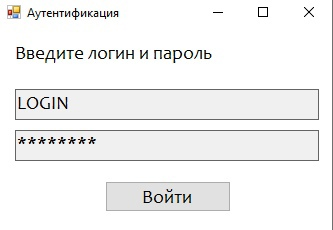 Аутентификация
Введите логин и пароль
LOGIN
********
Войти